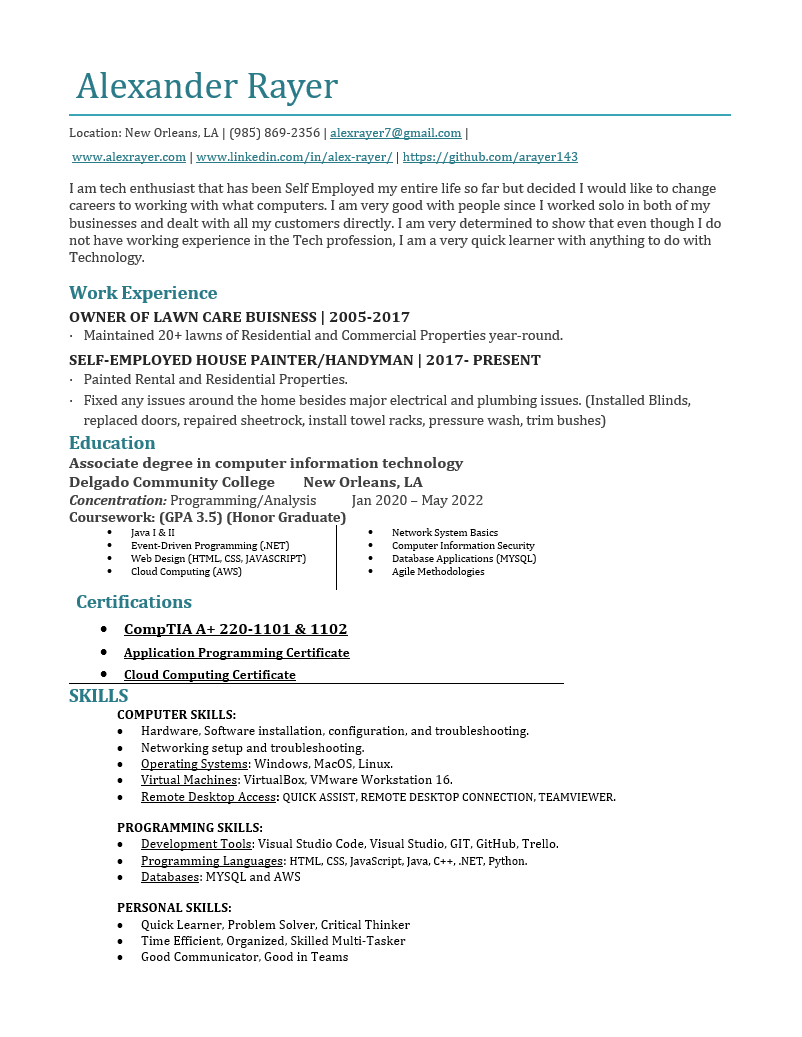 Alexander Rayer
Location: New Orleans, LA | (985) 869-2356 | alexrayer7@gmail.com |
www.alexrayer.com | www.linkedin.com/in/alex-rayer/ | https://github.com/arayer143
I am tech enthusiast that has been Self Employed my entire life so far but decided I would like to change
careers to working with what computers. I am very good with people since I worked solo in both of my
businesses and dealt with all my customers directly. I am very determined to show that even though I do
not have working experience in the Tech profession, I am a very quick learner with anything to do with
Technology.
Work Experience
OWNER OF LAWN CARE BUISNESS | 2005-2017
· Maintained 20+ lawns of Residential and Commercial Properties year-round.
SELF-EMPLOYED HOUSE PAINTER/HANDYMAN | 2017- PRESENT
· Painted Rental and Residential Properties.
· Fixed any issues around the home besides major electrical and plumbing issues. (Installed Blinds,
replaced doors, repaired sheetrock, install towel racks, pressure wash, trim bushes)
Education
Associate degree in computer information technology
Delgado Community College New Orleans, LA
Concentration: Programming/Analysis Jan 2020 – May 2022
Coursework: (GPA 3.5) (Honor Graduate)
• Java I & II
• Event-Driven Programming (.NET)
• Web Design (HTML, CSS, JAVASCRIPT)
• Cloud Computing (AWS)
• Network System Basics
• Computer Information Security
• Database Applications (MYSQL)
• Agile Methodologies
Certifications
• CompTIA A+ 220-1101 & 1102
• Application Programming Certificate
• Cloud Computing Certificate
SKILLS
COMPUTER SKILLS:
• Hardware, Software installation, configuration, and troubleshooting.
• Networking setup and troubleshooting.
• Operating Systems: Windows, MacOS, Linux.
• Virtual Machines: VirtualBox, VMware Workstation 16.
• Remote Desktop Access: QUICK ASSIST, REMOTE DESKTOP CONNECTION, TEAMVIEWER.
PROGRAMMING SKILLS:
• Development Tools: Visual Studio Code, Visual Studio, GIT, GitHub, Trello.
• Programming Languages: HTML, CSS, JavaScript, Java, C++, .NET, Python.
• Databases: MYSQL and AWS
PERSONAL SKILLS:
• Quick Learner, Problem Solver, Critical Thinker
• Time Efficient, Organized, Skilled Multi-Tasker
• Good Communicator, Good in Teams